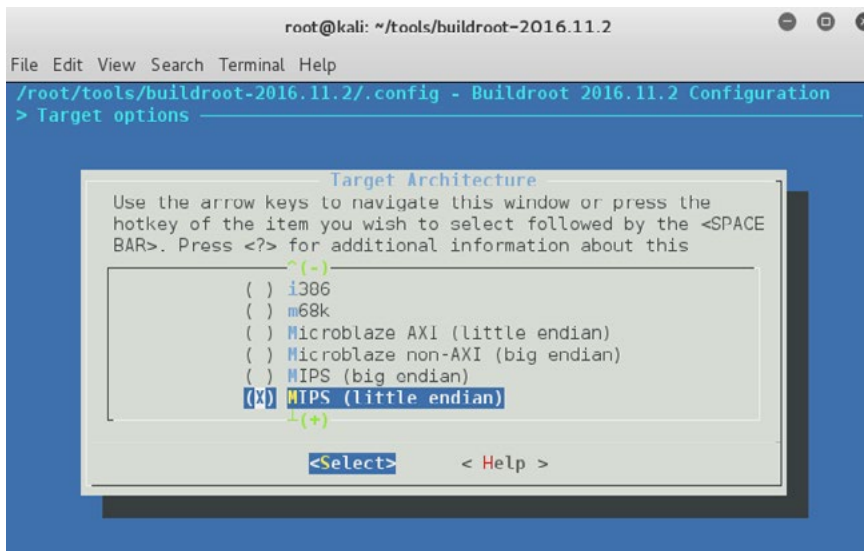 root@kali: ~/tools/buildroot-2016.11.2
File Edit View Search Terminal Help
/root/tools/buildroot-2016.11.2/.config - Buildroot 2016.11.2 Configuration
> Target options
Target Architecture
Use the arrow keys to navigate this window or press the
hotkey of the item you wish to select followed by the <SPACE
BAR>. Press <?> for additional information about this
^(-)
( ) i386
( ) m68k
( ) Microblaze AXI (little endian)
( ) Microblaze non-AXI (big endian)
( ) MIPS (big endian)
(X) MIPS (little endian)
┴(+)
<Select> < Help >